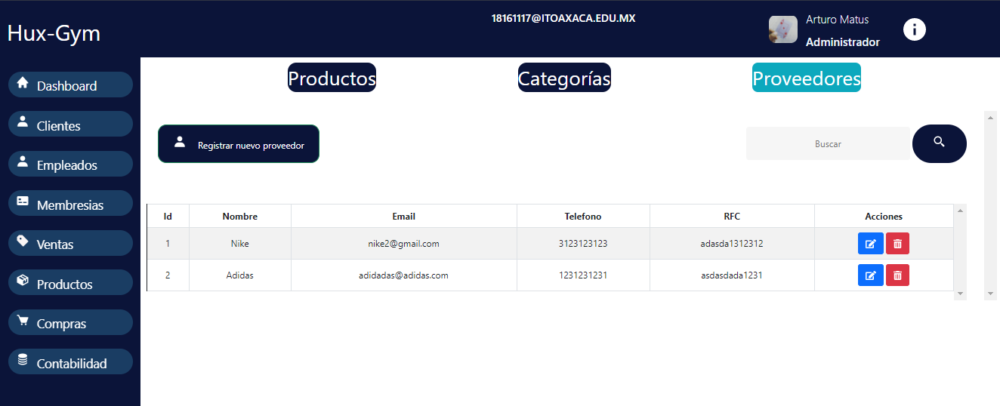 Hux-Gym
18161117@ITOAXACA.EDU.MX
Arturo Matus
Administrador
Dashboard
Clientes
Empleados
Membresias
Ventas
Productos
Compras
Contabilidad
Productos Categorías Proveedores
Registrar nuevo proveedor
Buscar
Id Nombre Email Telefono RFC Acciones
1 Nike nike2@gmail.com 3123123123 adasda1312312
2 Adidas adidadas@adidas.com 1231231231 asdasdada1231